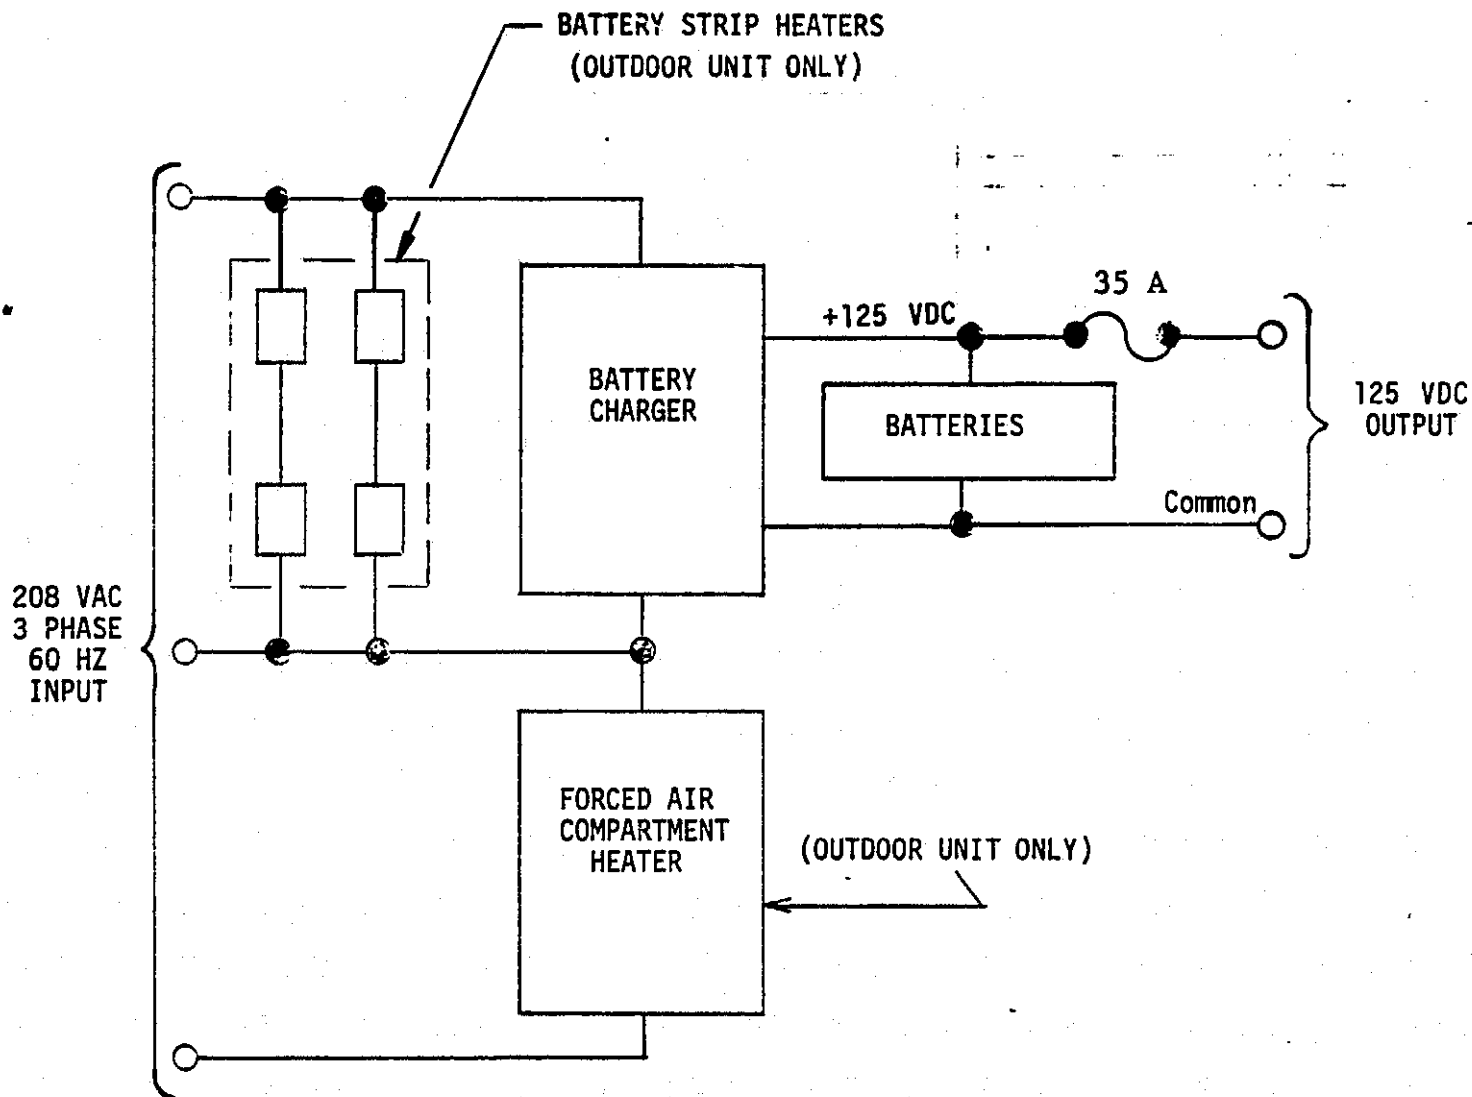 BATTERY STRIP HEATERS
(OUTDOOR UNIT ONLY)
35 A
+125 VDC
BATTERY
CHARGER
BATTERIES
125 VDC
OUTPUT
Common
208 VAC
3 PHASE
60 HZ
INPUT
FORCED AIR
COMPARTMENT
HEATER
(OUTDOOR UNIT ONLY)